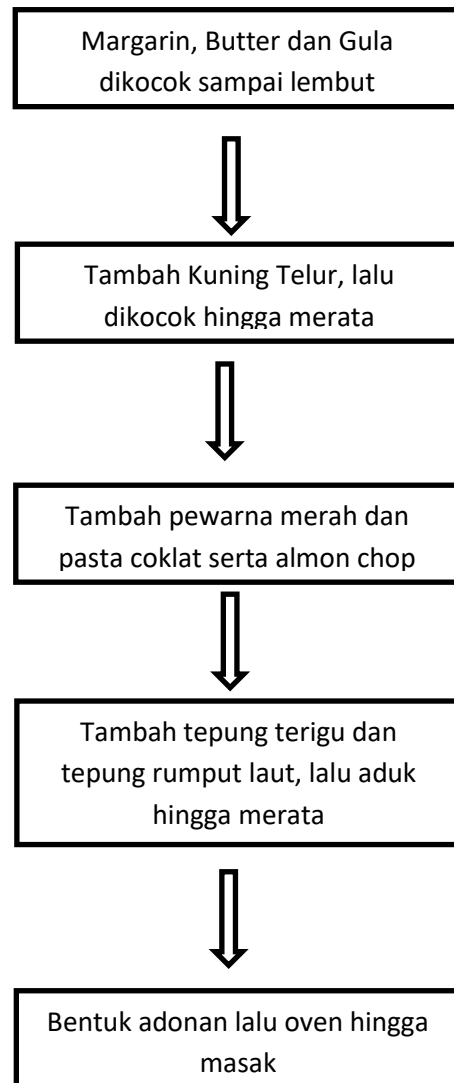 Margarin, Butter dan Gula
dikocok sampai lembut
Tambah Kuning Telur, lalu
dikocok hingga merata
Tambah pewarna merah dan
pasta coklat serta almon chop
Tambah tepung terigu dan
tepung rumput laut, lalu aduk
hingga merata
Bentuk adonan lalu oven hingga
masak